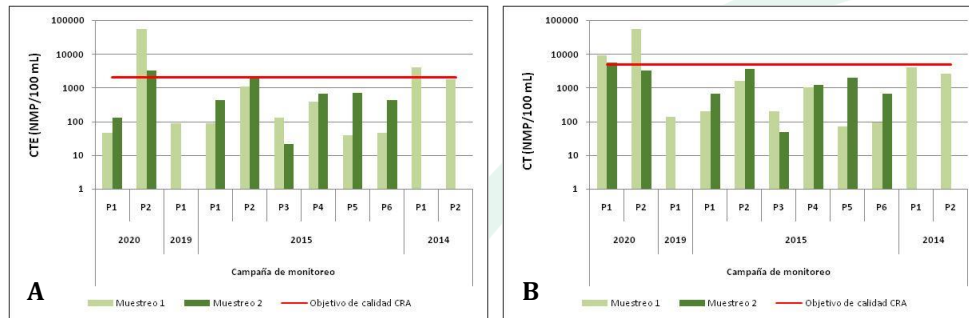 100000
10000
1000
100
10
1
CTE (NMP/100 mL)
P1 P2 P1 P1 P2 P3 P4 P5 P6 P1 P2
2020 2019 2015 2014
Campaña de monitoreo
A
Muestreo 1 Muestreo 2 Objetivo de calidad CRA
100000
10000
1000
100
10
1
CT (NMP/100 mL)
P1 P2 P1 P1 P2 P3 P4 P5 P6 P1 P2
2020 2019 2015 2014
Campaña de monitoreo
B
Muestreo 1 Muestreo 2 Objetivo de calidad CRA